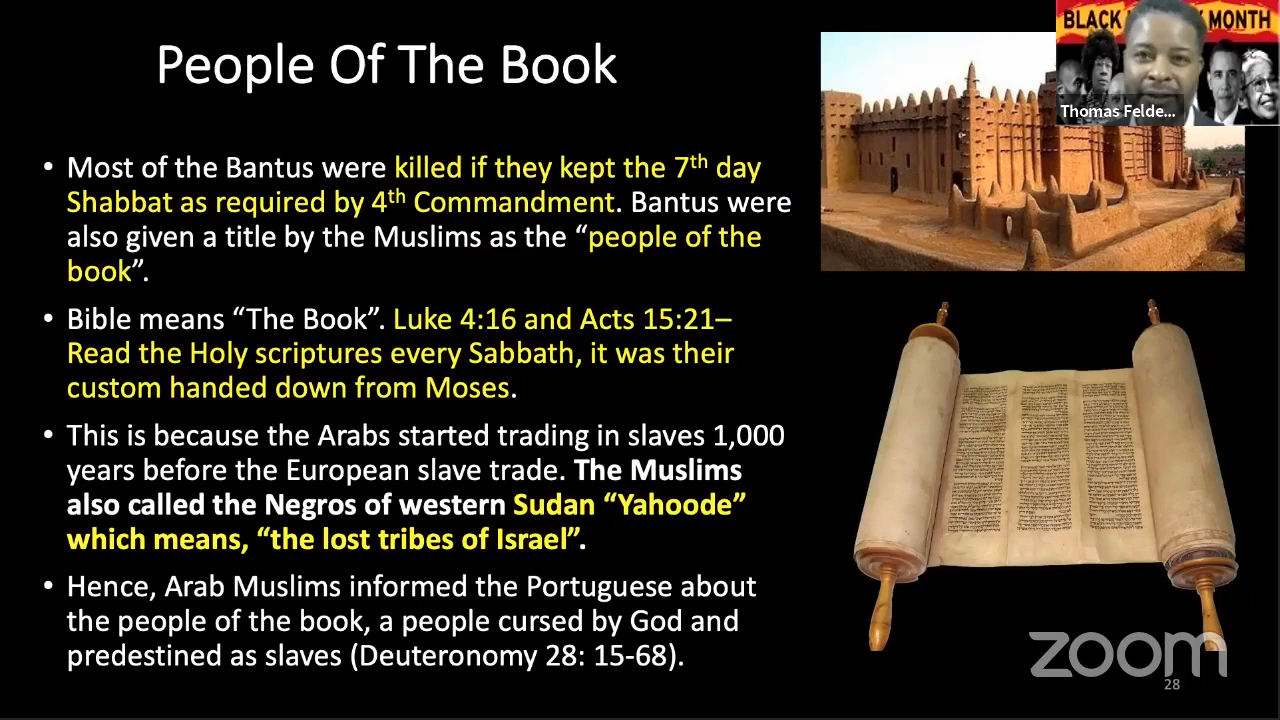 People Of The Book
BLACK
MONTH
Thomas Felde...
• Most of the Bantus were killed if they kept the 7th day
Shabbat as required by 4th Commandment. Bantus were
also given a title by the Muslims as the “people of the
book”.
• Bible means “The Book”. Luke 4:16 and Acts 15:21–
Read the Holy scriptures every Sabbath, it was their
custom handed down from Moses.
• This is because the Arabs started trading in slaves 1,000
years before the European slave trade. The Muslims
also called the Negros of western Sudan “Yahoode”
which means, “the lost tribes of Israel”.
• Hence, Arab Muslims informed the Portuguese about
the people of the book, a people cursed by God and
predestined as slaves (Deuteronomy 28: 15-68).
zoom
28